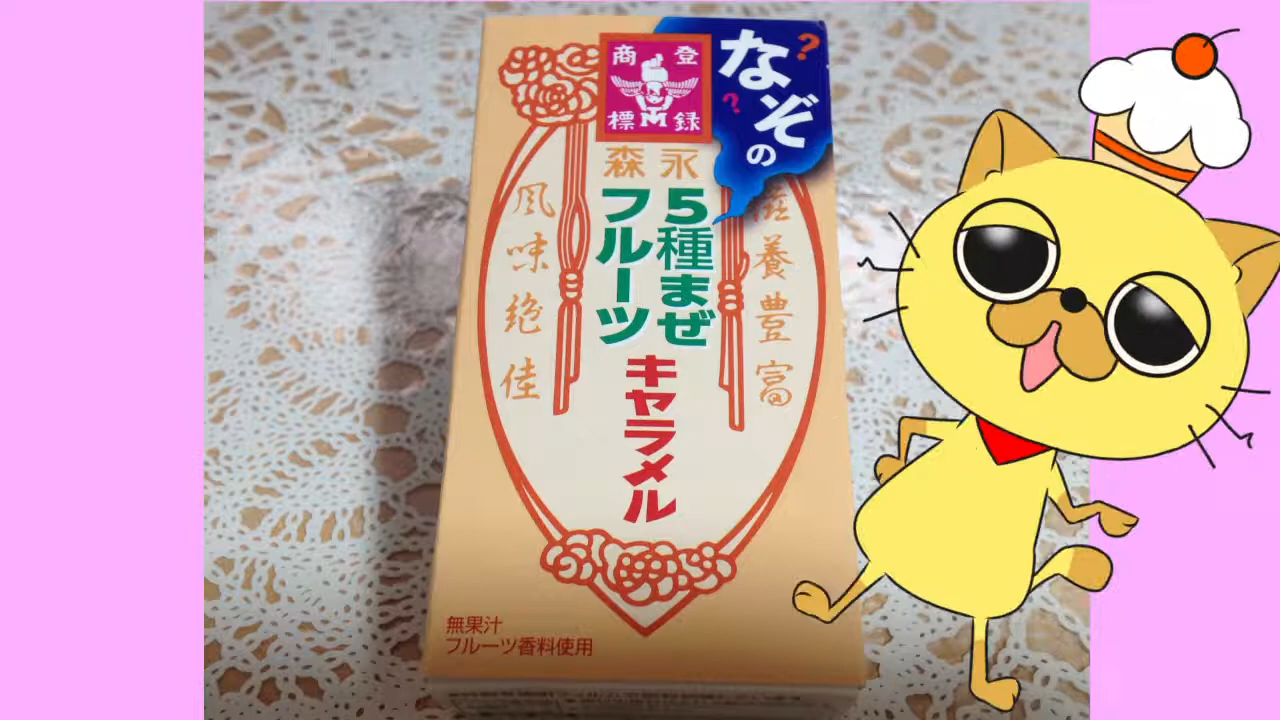 なぞの
登録
商標
森永
5種まぜ
フルーツ
キャラメル
滋養豊富
風味絶佳
無果汁
フルーツ香料使用